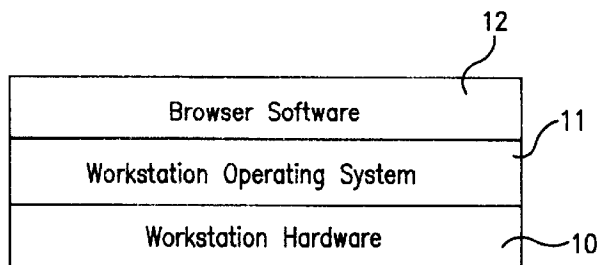 12
Browser Software
11
Workstation Operating System
Workstation Hardware
10